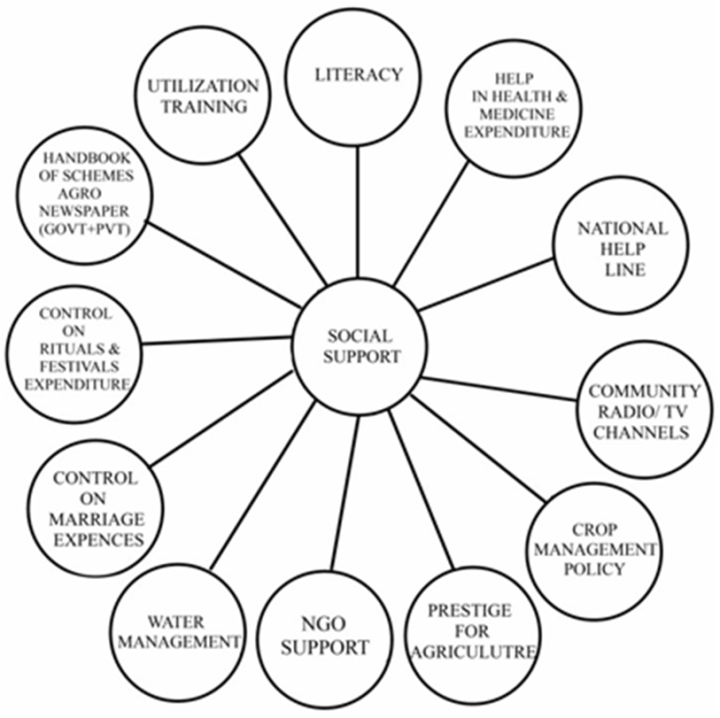 LITERACY
HELP
IN HEALTH &
MEDICINE
EXPENDITURE
NATIONAL
HELP
LINE
COMMUNITY
RADIO/ TV
CHANNELS
CROP
MANAGEMENT
POLICY
PRESTIGE
FOR
AGRICULUTRE
NGO
SUPPORT
WATER
MANAGEMENT
CONTROL
ON
MARRIAGE
EXPENCES
CONTROL
ON
RITUALS &
FESTIVALS
EXPENDITURE
HANDBOOK
OF SCHEMES
AGRO
NEWSPAPER
(GOVT+PVT)
UTILIZATION
TRAINING
SOCIAL
SUPPORT